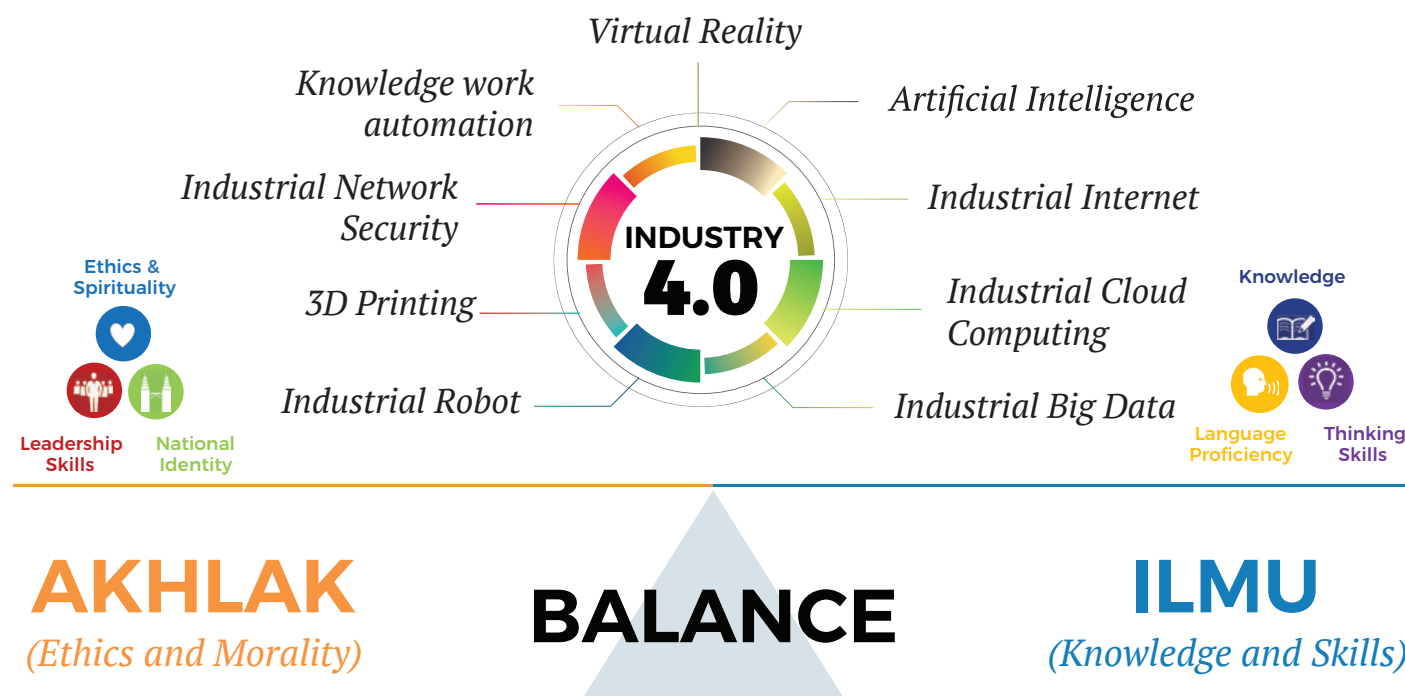 Virtual Reality
Knowledge work
automation
Artificial Intelligence
Industrial Network
Security
Industrial Internet
INDUSTRY
4.0
Ethics &
Spirituality
3D Printing
Industrial Cloud
Computing
Knowledge
Industrial Robot
Industrial Big Data
Leadership
Skills
National
Identity
Language
Proficiency
Thinking
Skills
AKHLAK
(Ethics and Morality)
BALANCE
ILMU
(Knowledge and Skills)